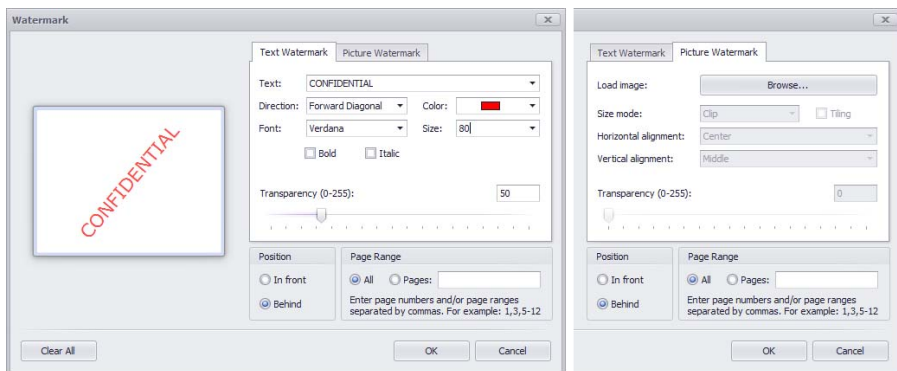 Watermark
Text Watermark Picture Watermark
Text: CONFIDENTIAL
Direction: Forward Diagonal Color:
Font: Verdana Size: 80
Bold Italic
Transparency (0-255): 50
CONFIDENTIAL
Position
In front
Behind
Page Range
All Pages:
Enter page numbers and/or page ranges
separated by commas. For example: 1,3,5-12
Clear All OK Cancel
Text Watermark Picture Watermark
Load image: Browse...
Size mode: Clip Tiling
Horizontal alignment: Center
Vertical alignment: Middle
Transparency (0-255): 0
Position
In front
Behind
Page Range
All Pages:
Enter page numbers and/or page ranges
separated by commas. For example: 1,3,5-12
OK Cancel